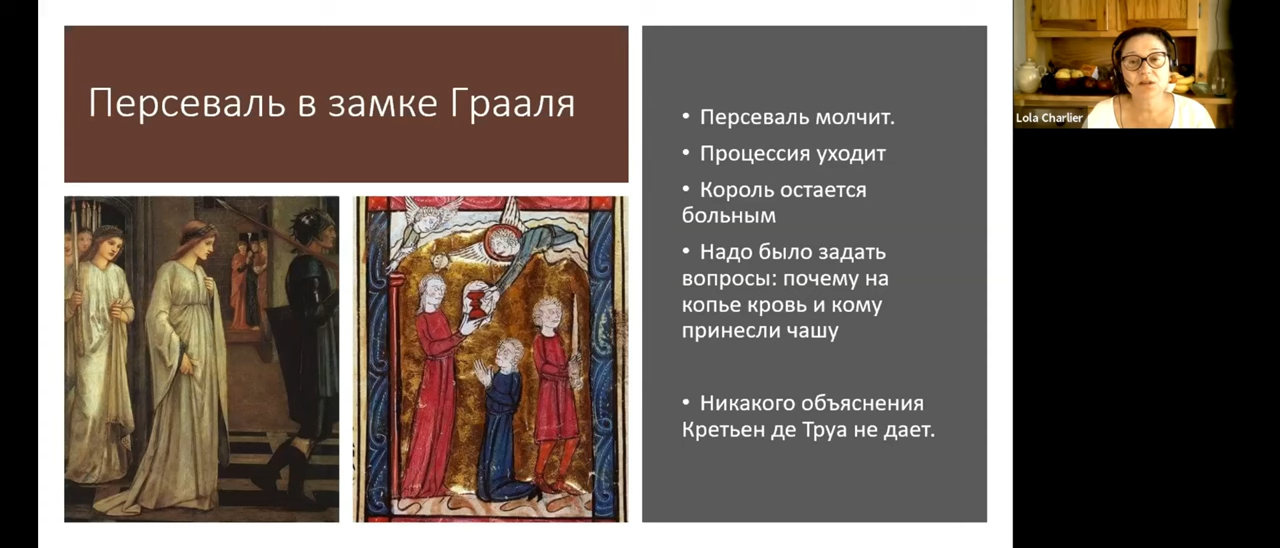 Персеваль в замке Грааля
• Персеваль молчит.
• Процессия уходит
• Король остается
больным
• Надо было задать
вопросы: почему на
копье кровь и кому
принесли чашу
• Никакого объяснения
Кретьен де Труа не дает.
Lola Charlier